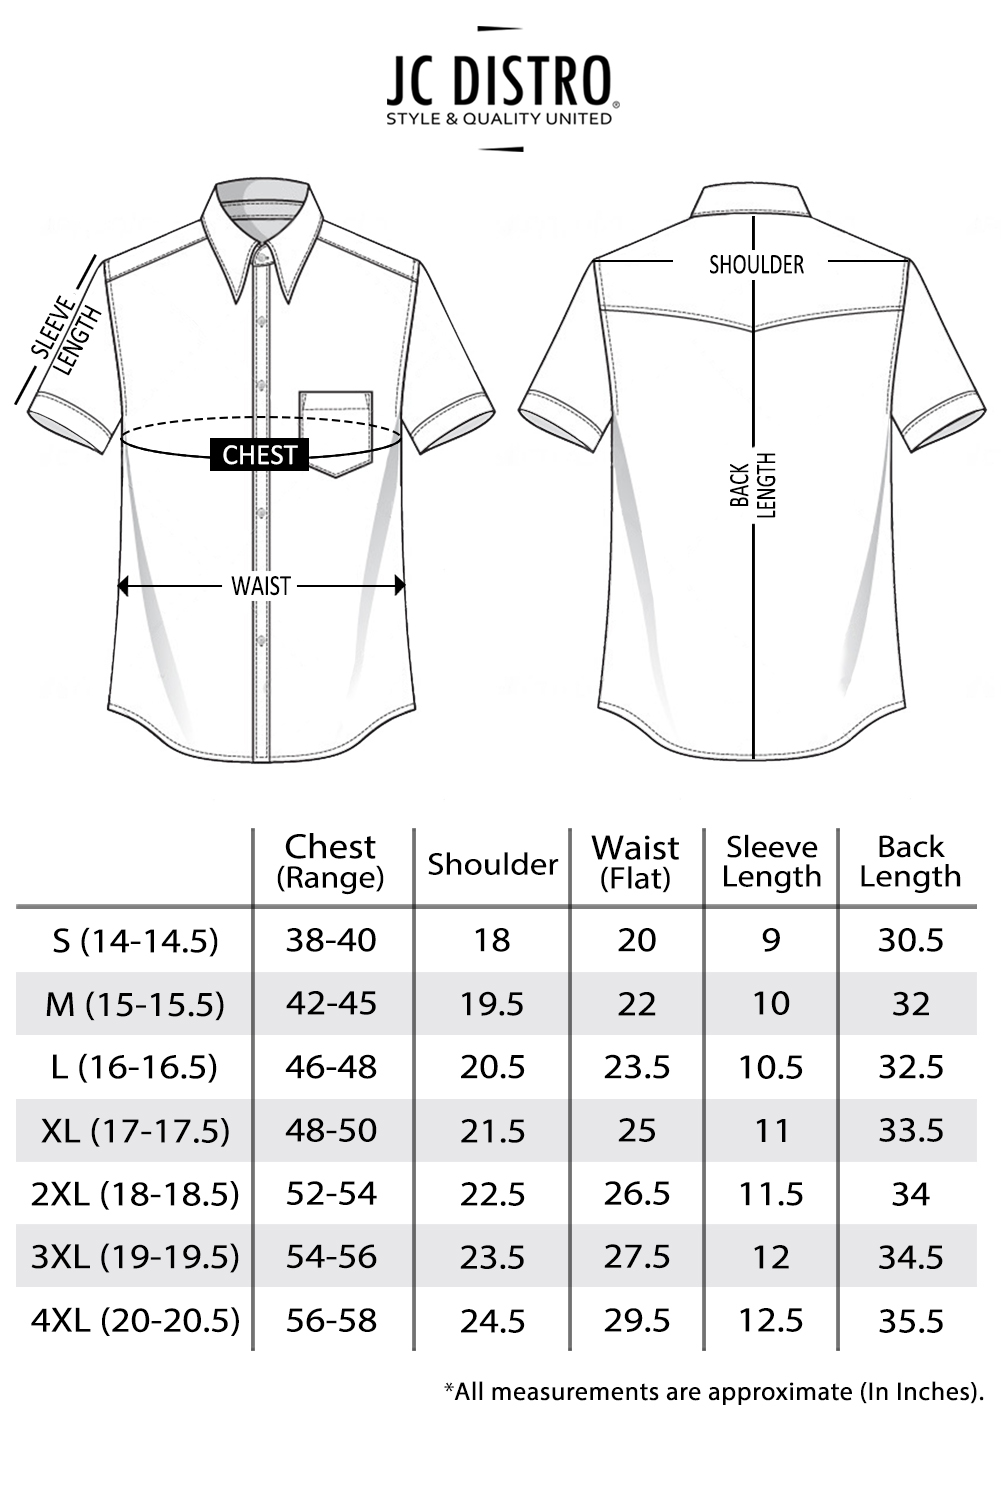 JC DISTRO®
STYLE & QUALITY UNITED
SLEEVE
LENGTH
CHEST
WAIST
SHOULDER
BACK
LENGTH
Chest (Range) Shoulder Waist (Flat) Sleeve Length Back Length
S (14-14.5) 38-40 18 20 9 30.5
M (15-15.5) 42-45 19.5 22 10 32
L (16-16.5) 46-48 20.5 23.5 10.5 32.5
XL (17-17.5) 48-50 21.5 25 11 33.5
2XL (18-18.5) 52-54 22.5 26.5 11.5 34
3XL (19-19.5) 54-56 23.5 27.5 12 34.5
4XL (20-20.5) 56-58 24.5 29.5 12.5 35.5
*All measurements are approximate (In Inches).